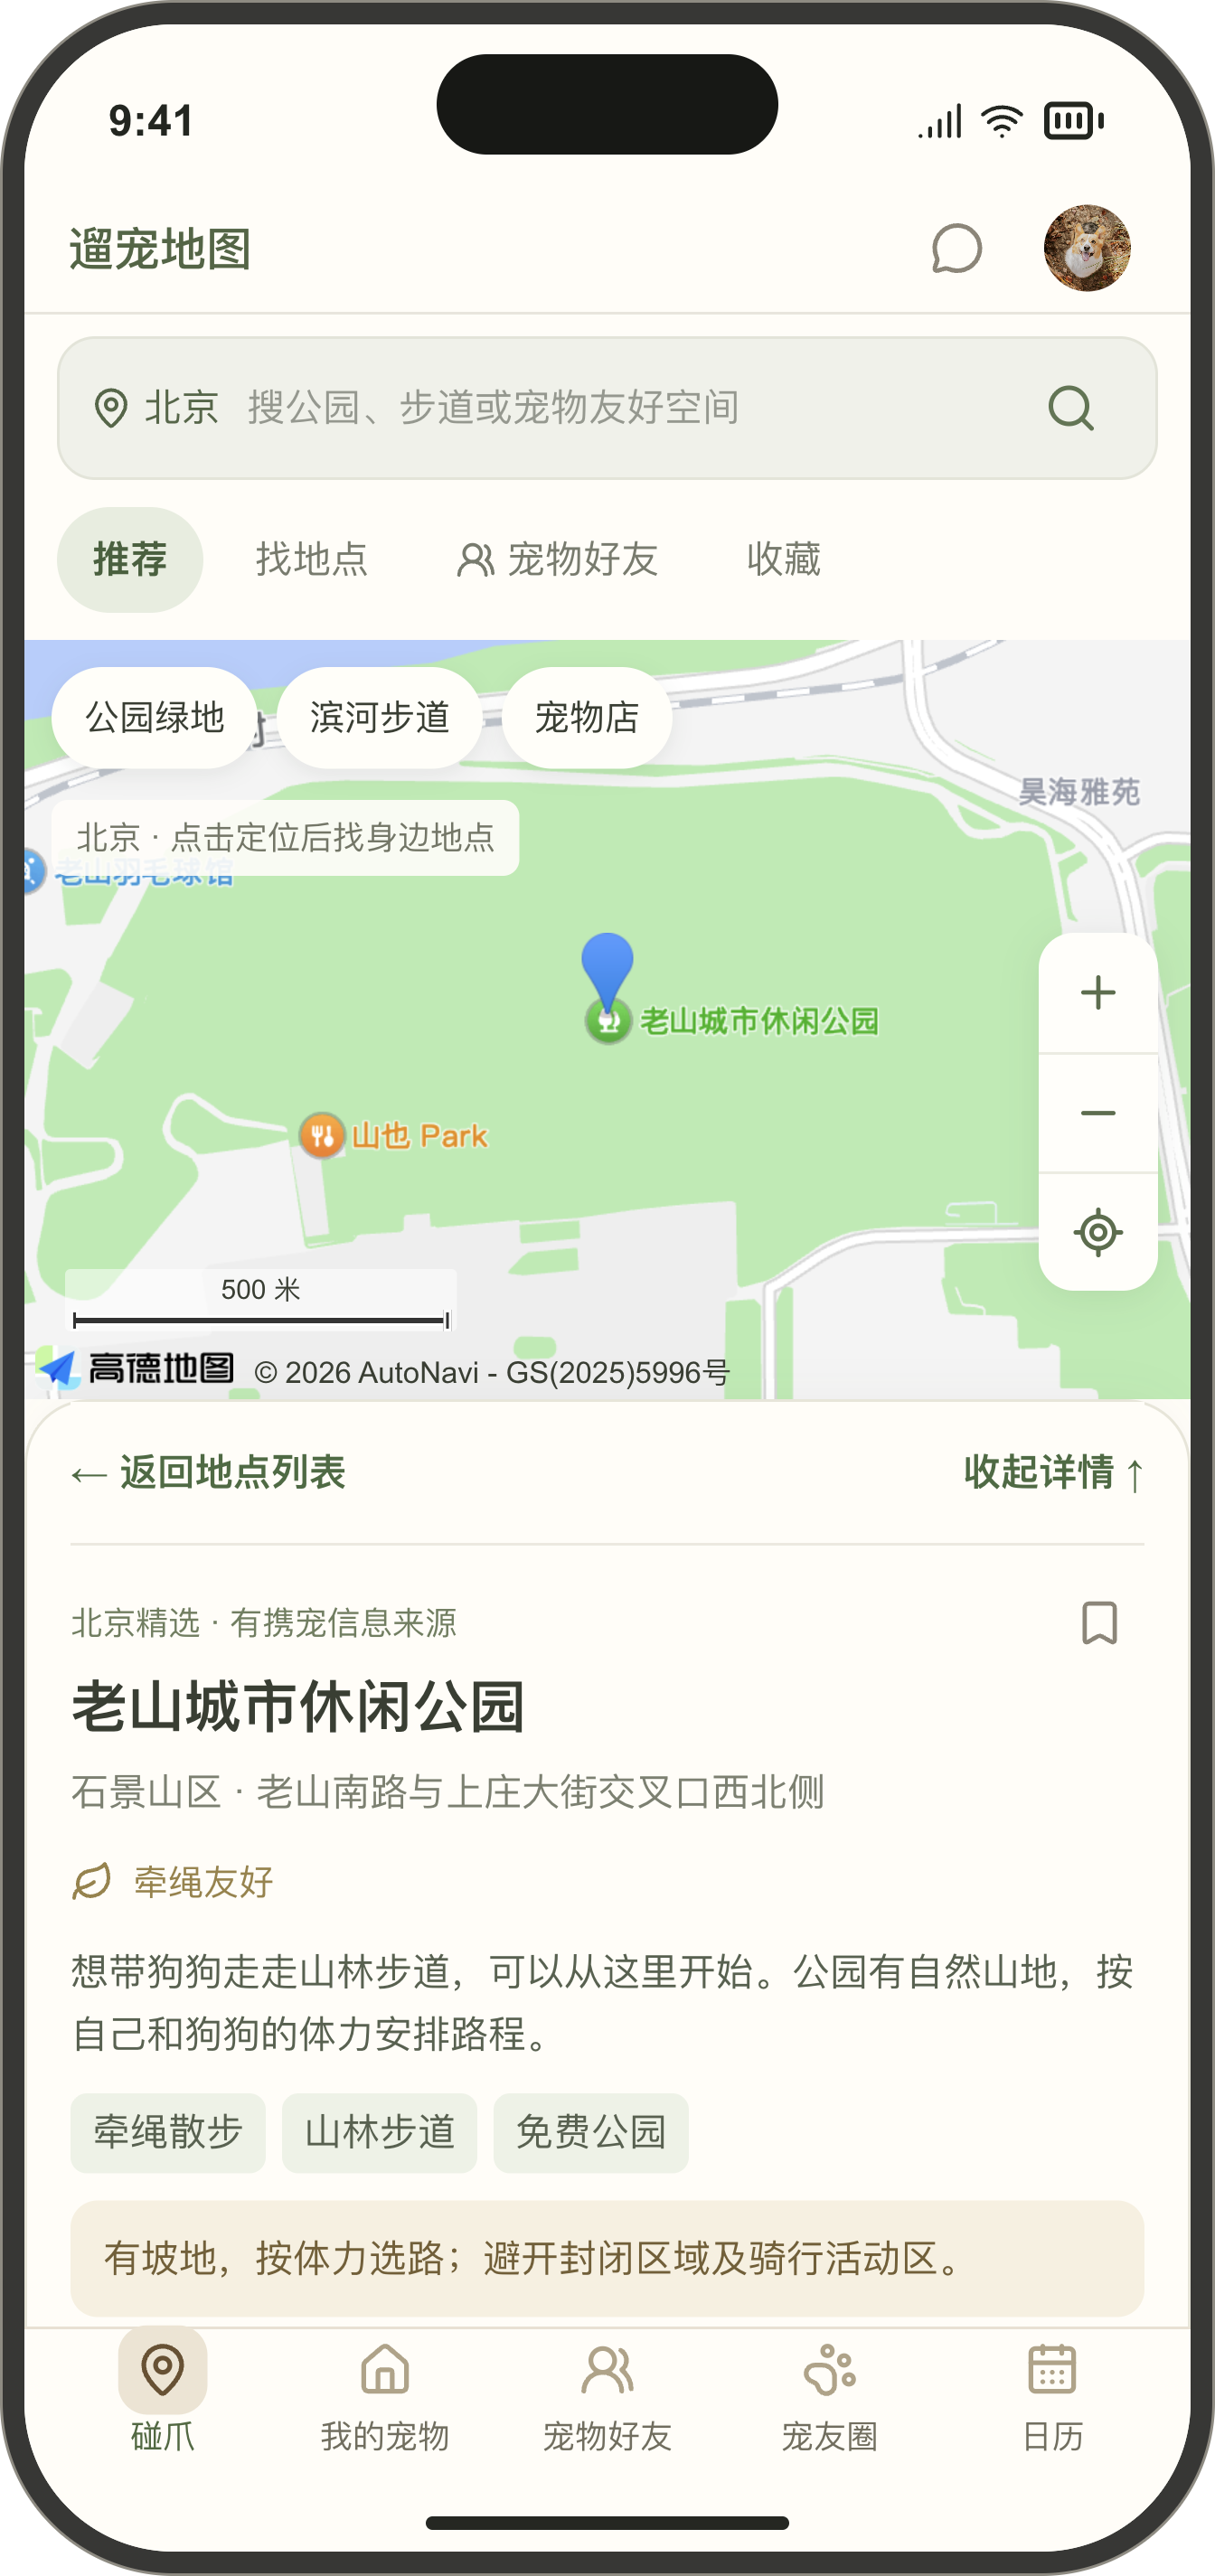 9:41
遛宠地图
北京 搜公园、步道或宠物友好空间
推荐 找地点 宠物好友 收藏
公园绿地 滨河步道 宠物店
昊海雅苑
北京 · 点击定位后找身边地点
老山羽毛球馆
老山城市休闲公园
山也 Park
500 米
高德地图 © 2026 AutoNavi - GS(2025)5996号
← 返回地点列表 收起详情 ↑
北京精选 · 有携宠信息来源
老山城市休闲公园
石景山区 · 老山南路与上庄大街交叉口西北侧
牵绳友好
想带狗狗走走山林步道，可以从这里开始。公园有自然山地，按
自己和狗狗的体力安排路程。
牵绳散步 山林步道 免费公园
有坡地，按体力选路；避开封闭区域及骑行活动区。
碰爪 我的宠物 宠物好友 宠友圈 日历